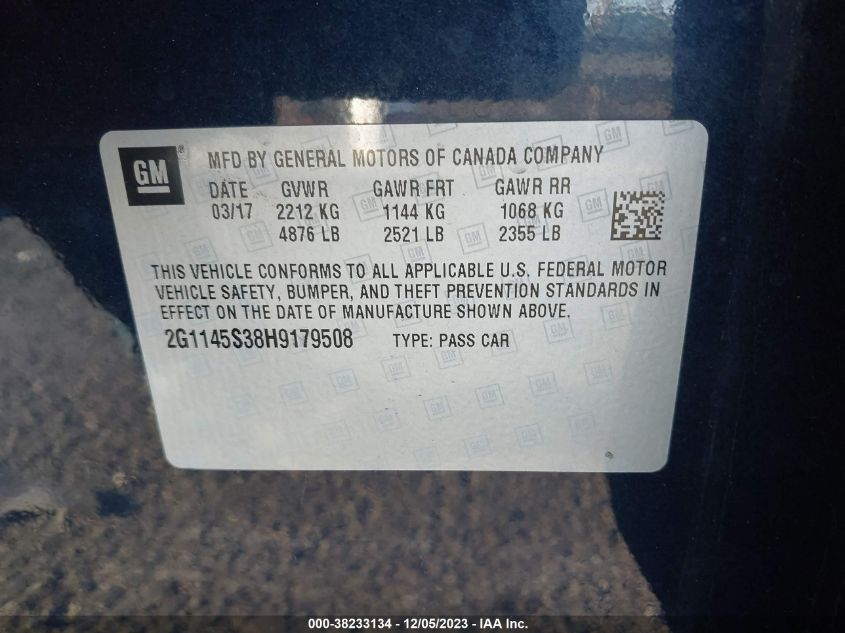 GM ® MFD BY GENERAL MOTORS OF CANADA COMPANY
DATE GVWR GAWR FRT GAWR RR
03/17 2212 KG 1144 KG 1068 KG
4876 LB 2521 LB 2355 LB
THIS VEHICLE CONFORMS TO ALL APPLICABLE U.S. FEDERAL MOTOR
VEHICLE SAFETY, BUMPER, AND THEFT PREVENTION STANDARDS IN
EFFECT ON THE DATE OF MANUFACTURE SHOWN ABOVE.
2G1145S38H9179508 TYPE: PASS CAR
000-38233134 - 12/05/2023 - IAA Inc.